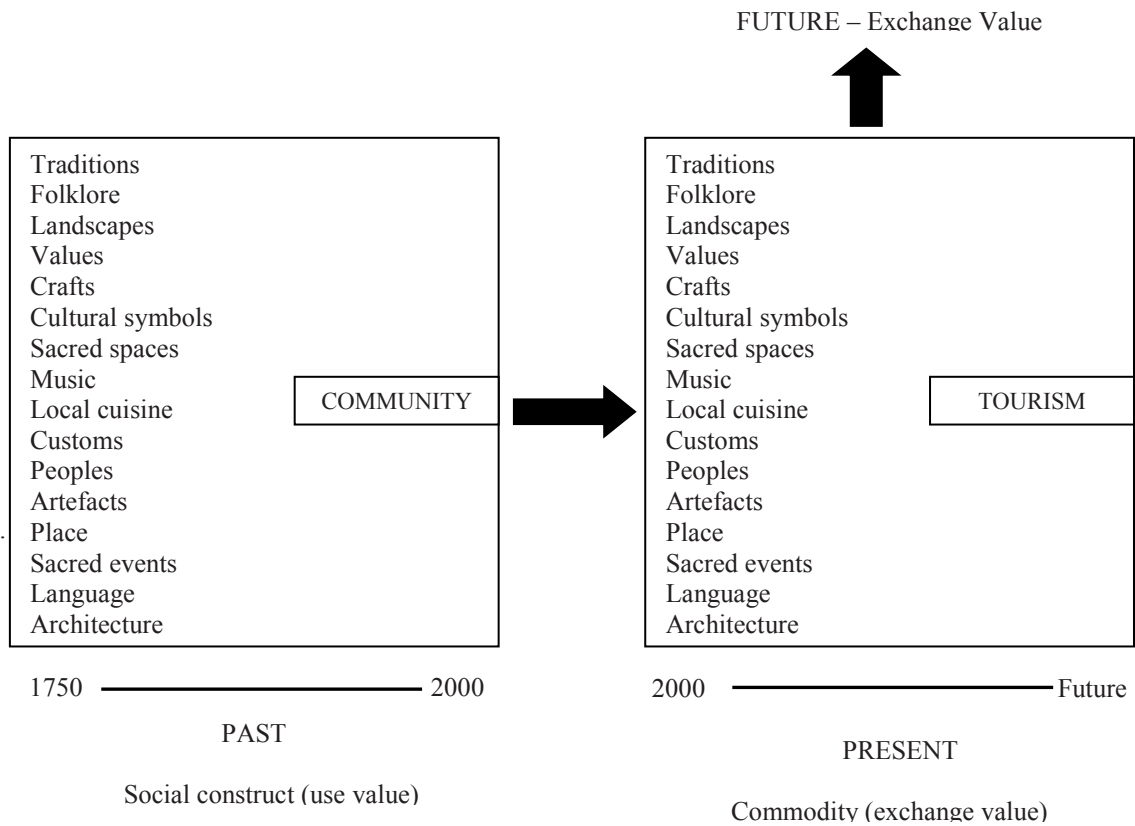 FUTURE – Exchange Value
Traditions
Folklore
Landscapes
Values
Crafts
Cultural symbols
Sacred spaces
Music
Local cuisine
Customs
Peoples
Artefacts
Place
Sacred events
Language
Architecture
COMMUNITY
1750
2000
PAST
Social construct (use value)
Traditions
Folklore
Landscapes
Values
Crafts
Cultural symbols
Sacred spaces
Music
Local cuisine
Customs
Peoples
Artefacts
Place
Sacred events
Language
Architecture
TOURISM
2000
Future
PRESENT
Commodity (exchange value)